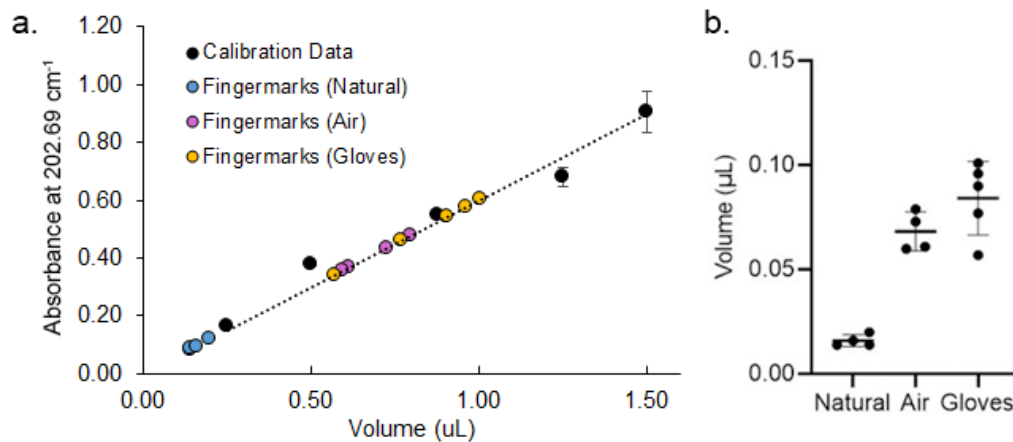 a.
Absorbance at 202.69 cm⁻¹
1.20
1.00
0.80
0.60
0.40
0.20
0.00
Calibration Data
Fingermarks (Natural)
Fingermarks (Air)
Fingermarks (Gloves)
0.00 0.50 1.00 1.50
Volume (uL)
b.
Volume (µL)
0.15
0.10
0.05
0.00
Natural Air Gloves